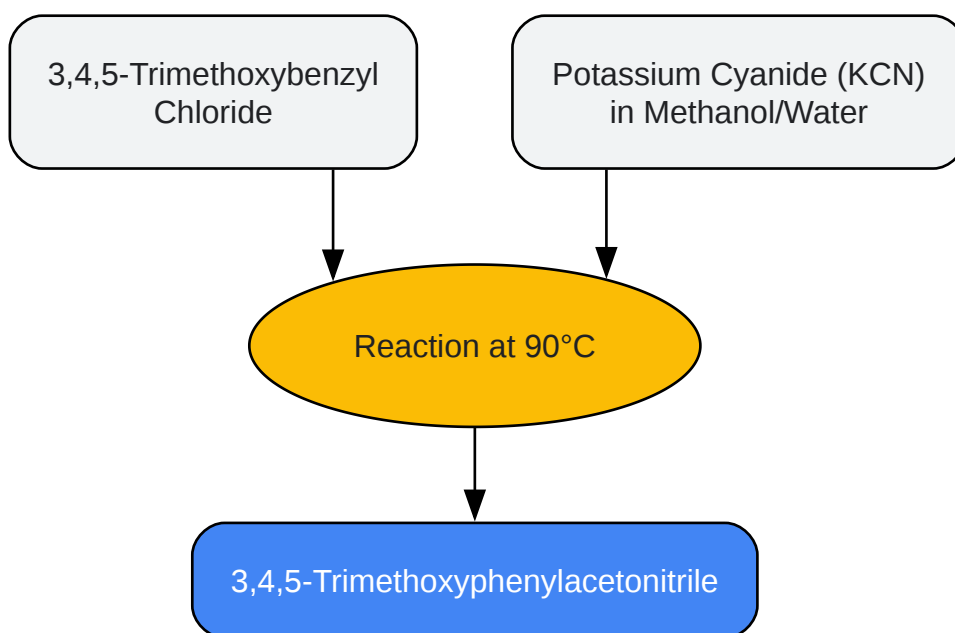 3,4,5-Trimethoxybenzyl
Chloride
Potassium Cyanide (KCN)
in Methanol/Water
Reaction at 90°C
3,4,5-Trimethoxyphenylacetonitrile